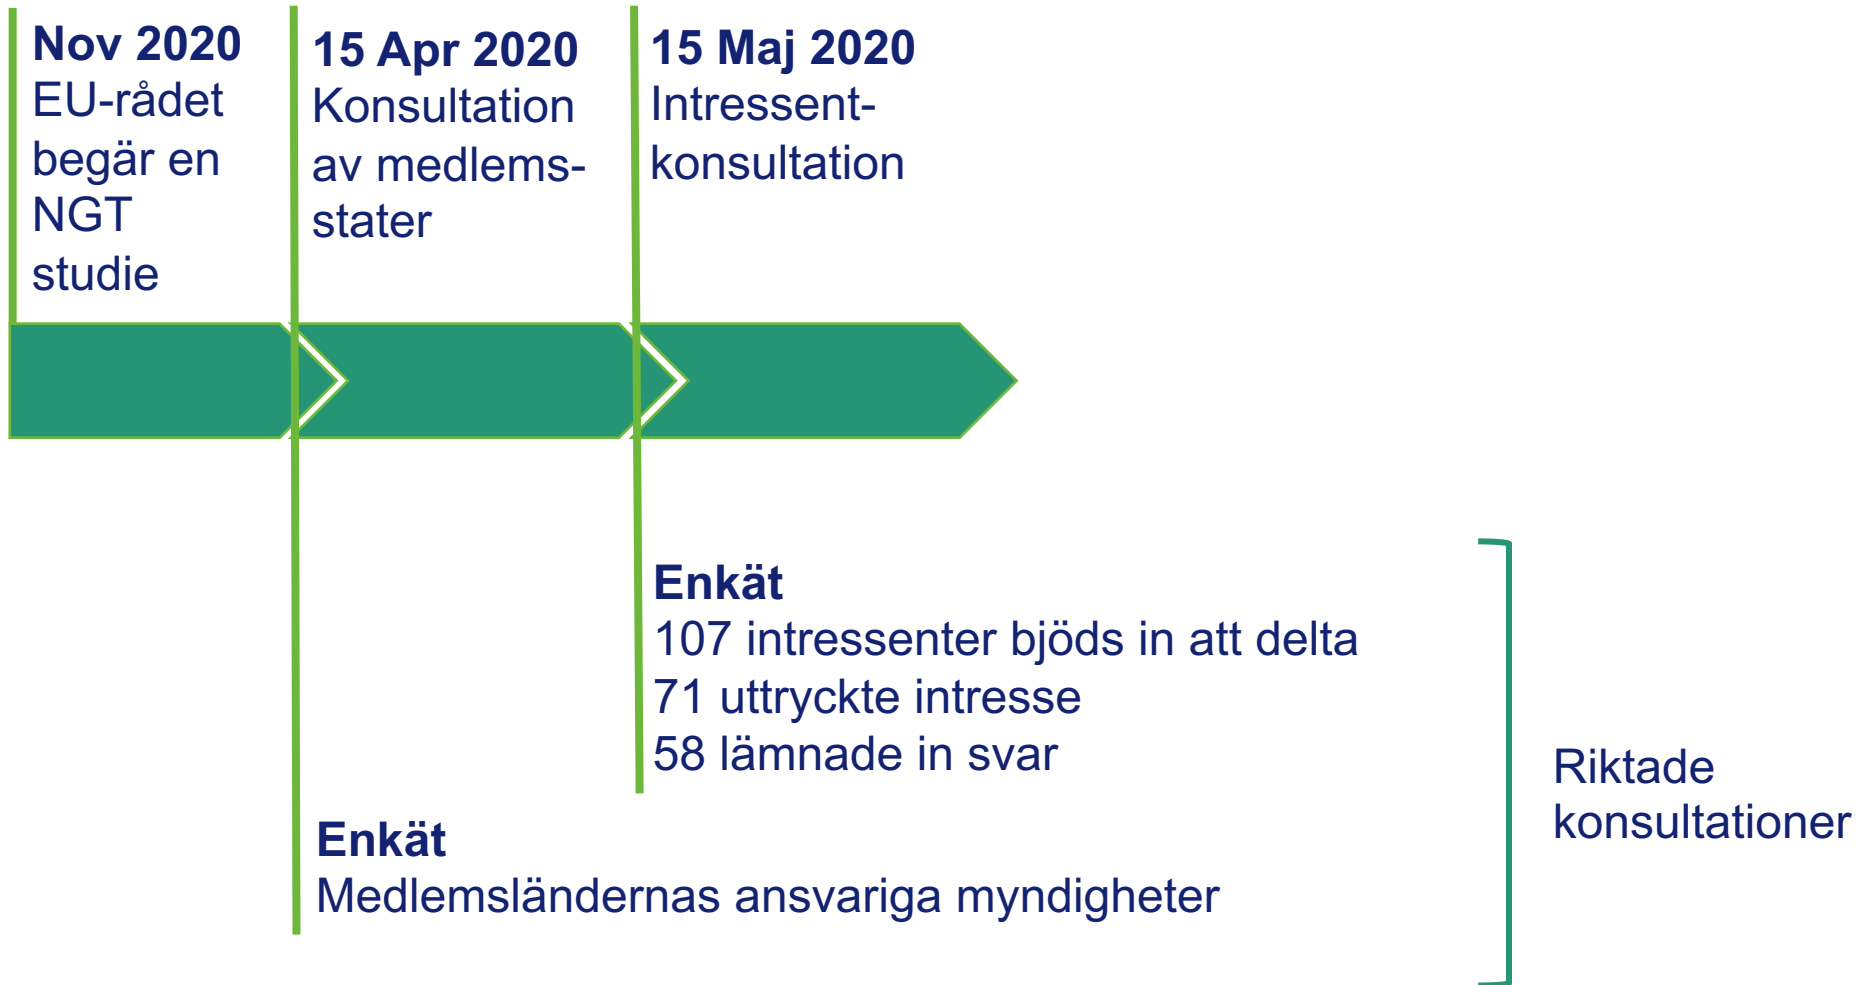 Nov 2020
EU-rådet
begär en
NGT
studie
15 Apr 2020
Konsultation
av medlems-
stater
15 Maj 2020
Intressent-
konsultation
Enkät
107 intressenter bjöds in att delta
71 uttryckte intresse
58 lämnade in svar
Enkät
Medlemsländernas ansvariga myndigheter
Riktade
konsultationer